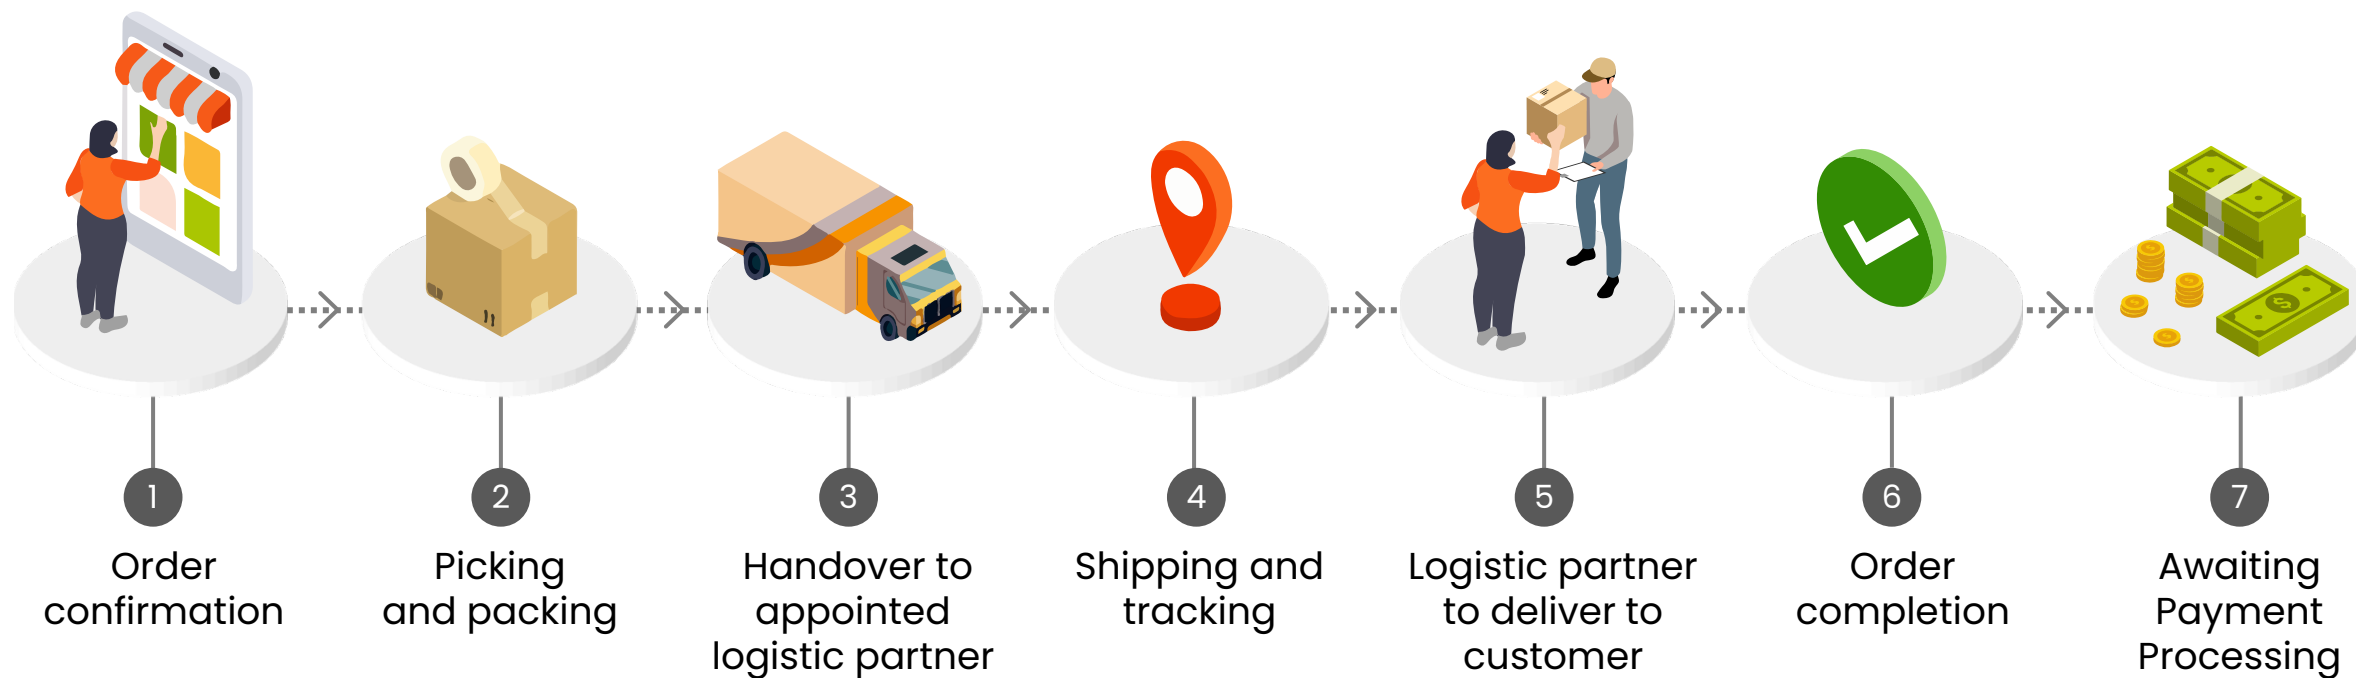 1
Order
confirmation
2
Picking
and packing
3
Handover to
appointed
logistic partner
4
Shipping and
tracking
5
Logistic partner
to deliver to
customer
6
Order
completion
7
Awaiting
Payment
Processing